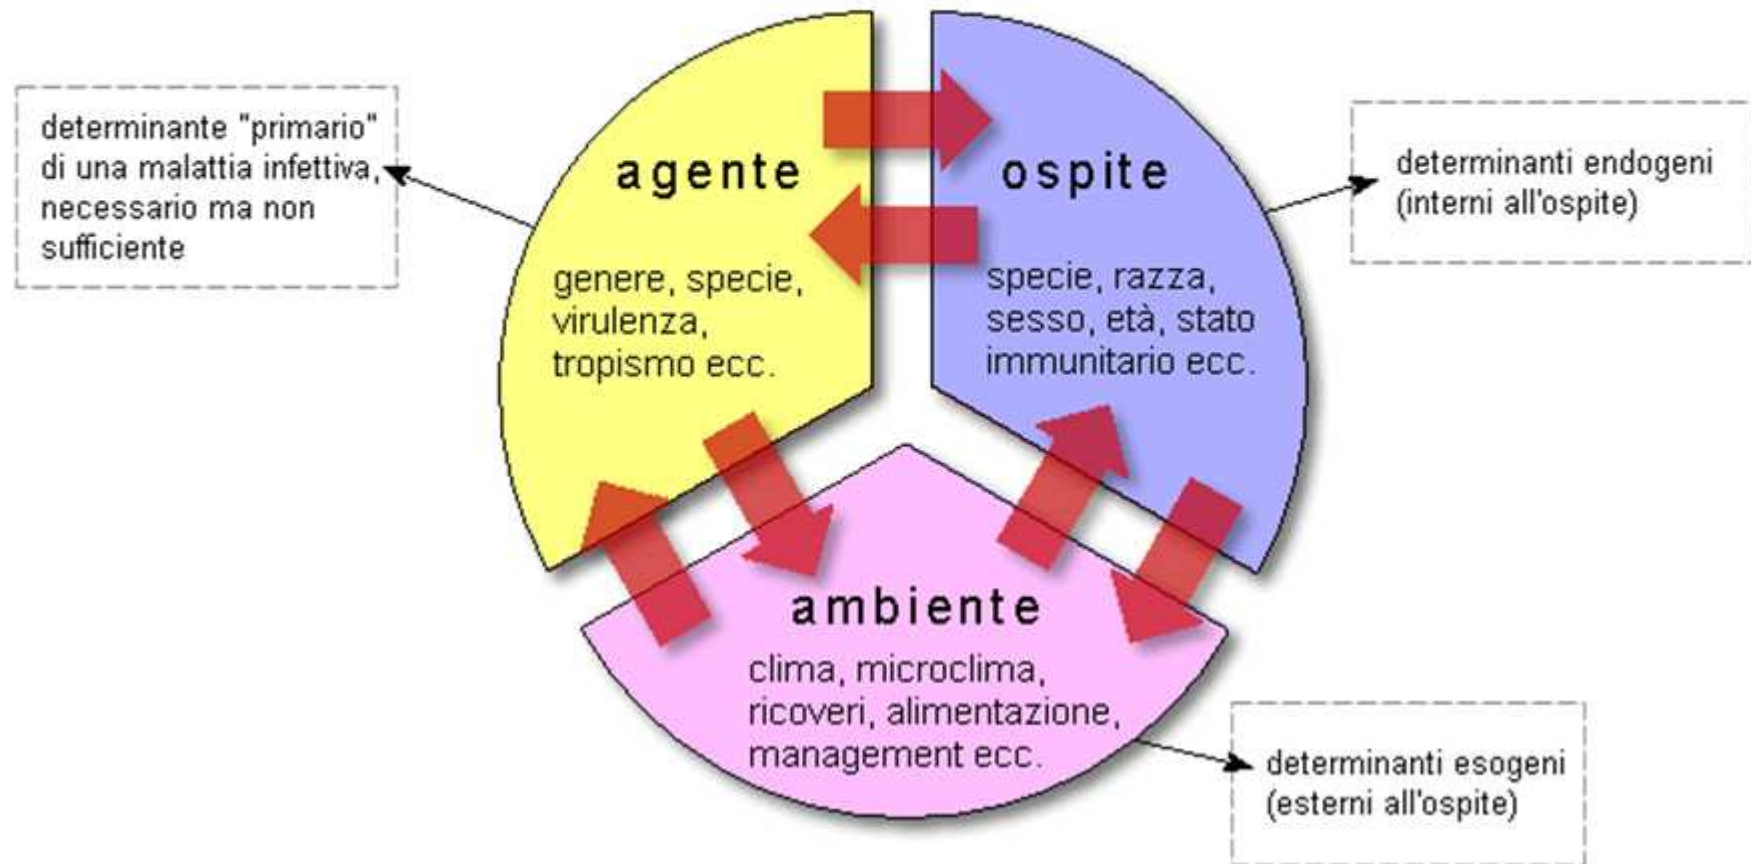 determinante "primario"
di una malattia infettiva,
necessario ma non
sufficiente
agente
genere, specie,
virulenza,
tropismo ecc.
ospite
specie, razza,
sesso, età, stato
immunitario ecc.
determinanti endogeni
(interni all'ospite)
ambiente
clima, microclima,
ricoveri, alimentazione,
management ecc.
determinanti esogeni
(esterni all'ospite)